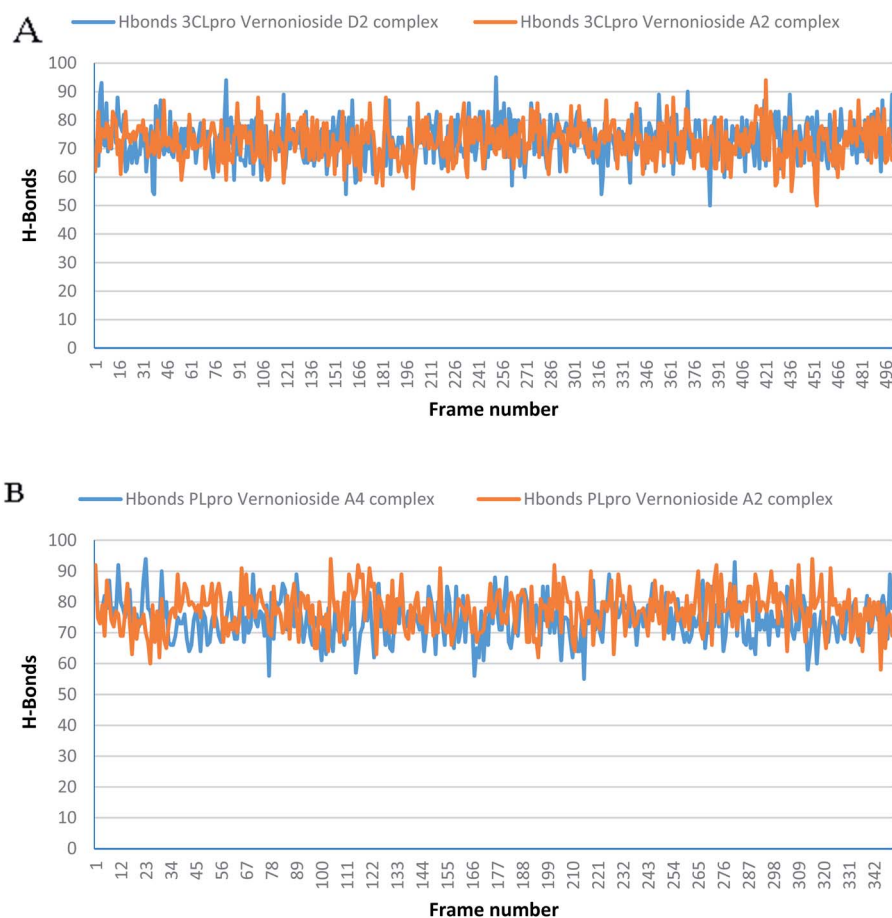 A
Hbonds 3CLpro Vernonioside D2 complex Hbonds 3CLpro Vernonioside A2 complex
100
90
80
70
60
50
40
30
20
10
0
H-Bonds
1 16 31 46 61 76 91 106 121 136 151 166 181 196 211 226 241 256 271 286 301 316 331 346 361 376 391 406 421 436 451 466 481 496
Frame number
B
Hbonds PLpro Vernonioside A4 complex Hbonds PLpro Vernonioside A2 complex
100
90
80
70
60
50
40
30
20
10
0
H-Bonds
1 12 23 34 45 56 67 78 89 100 111 122 133 144 155 166 177 188 199 210 221 232 243 254 265 276 287 298 309 320 331 342
Frame number